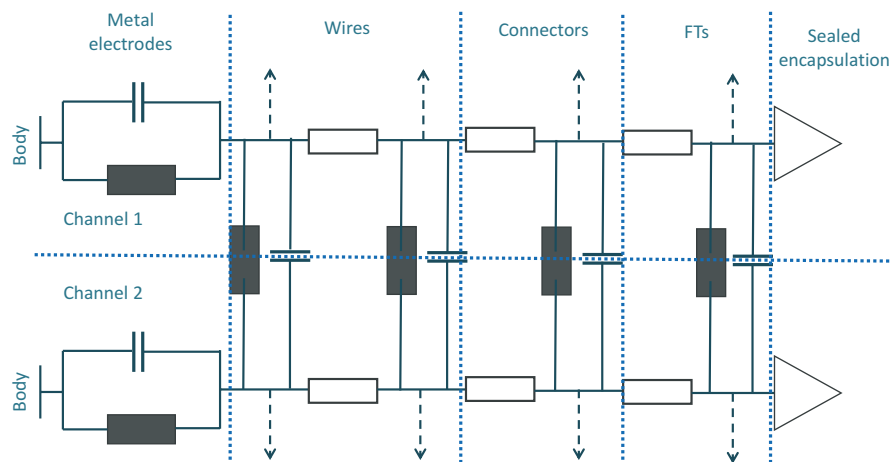 Metal
electrodes
Wires
Connectors
FTs
Sealed
encapsulation
Body
Channel 1
Channel 2
Body